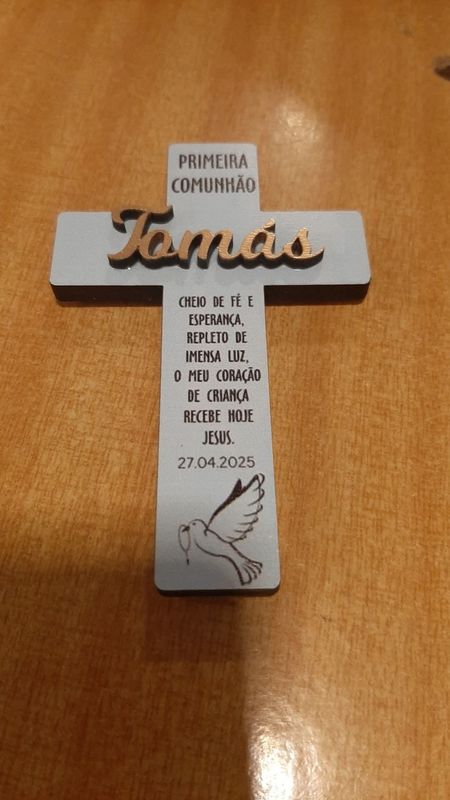 PRIMEIRA
COMUNHÃO
Tomás
CHEIO DE FÉ E
ESPERANÇA,
REPLETO DE
IMENSA LUZ,
O MEU CORAÇÃO
DE CRIANÇA
RECEBE HOJE
JESUS.
27.04.2025